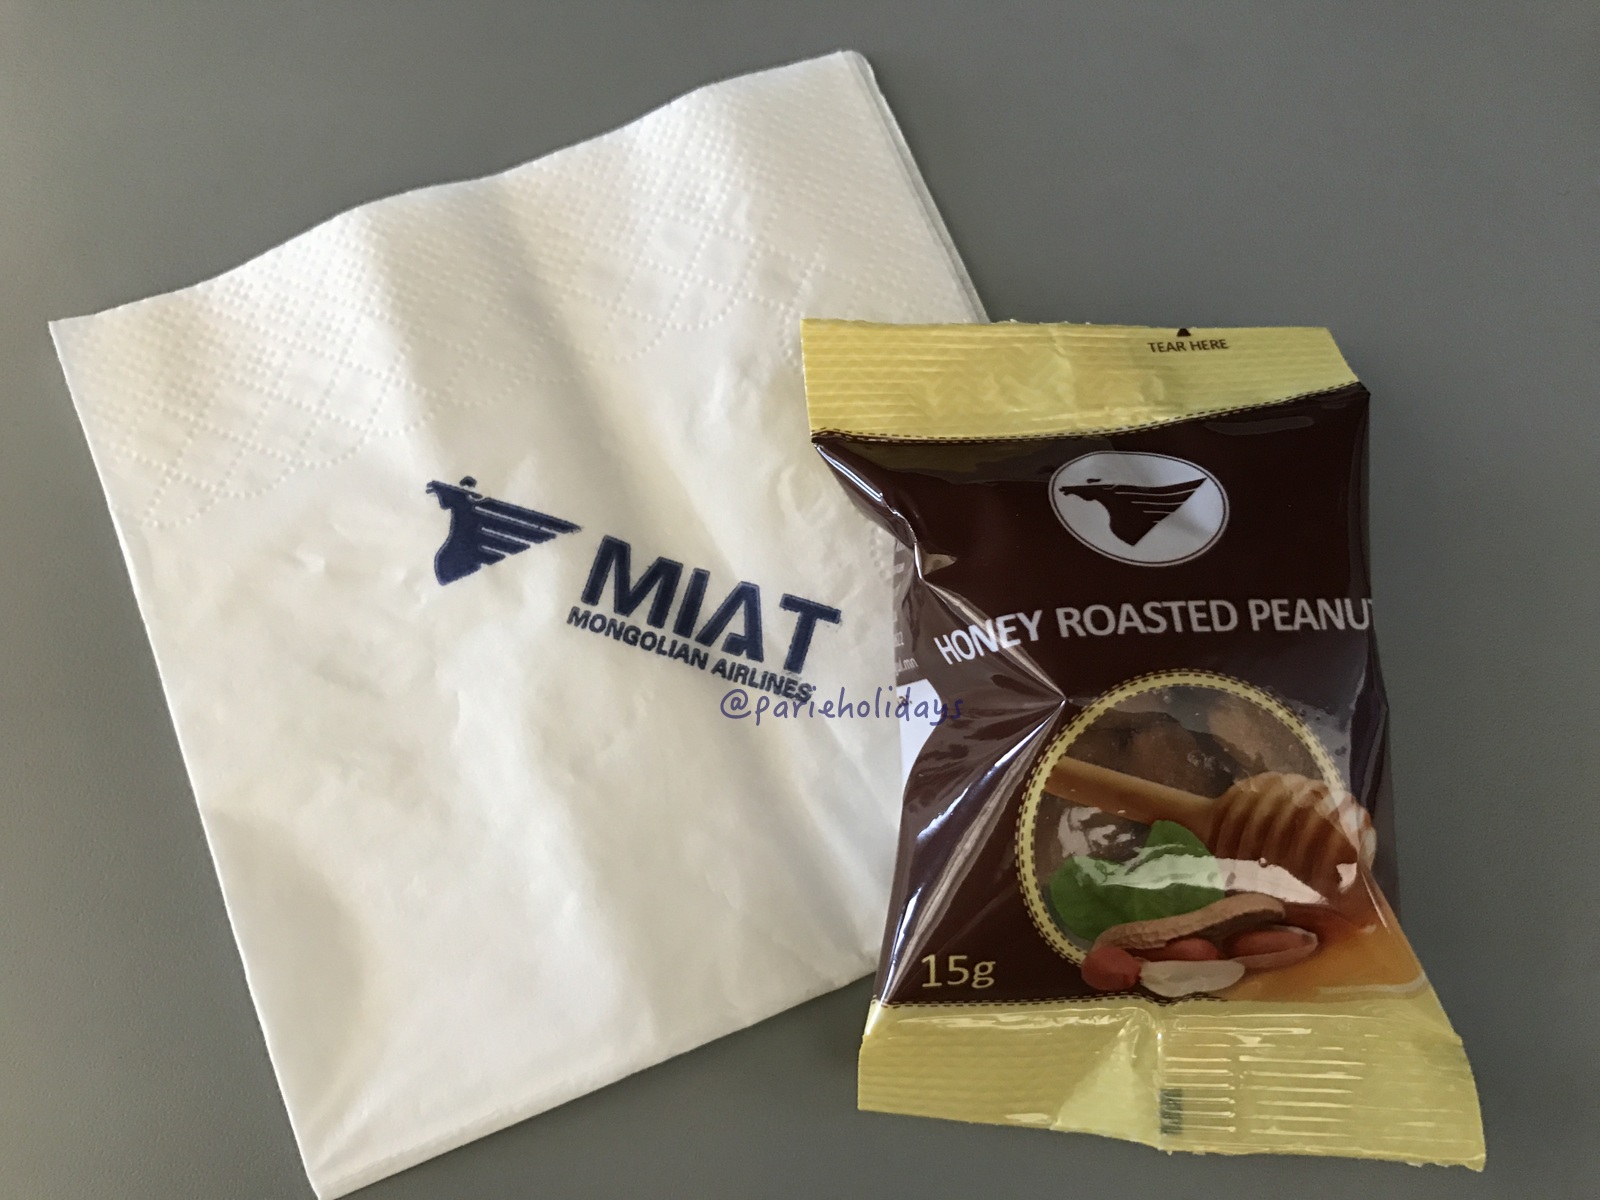 TEAR HERE
MIAT
MONGOLIAN AIRLINES
HONEY ROASTED PEANUT
@parieholidays
15g